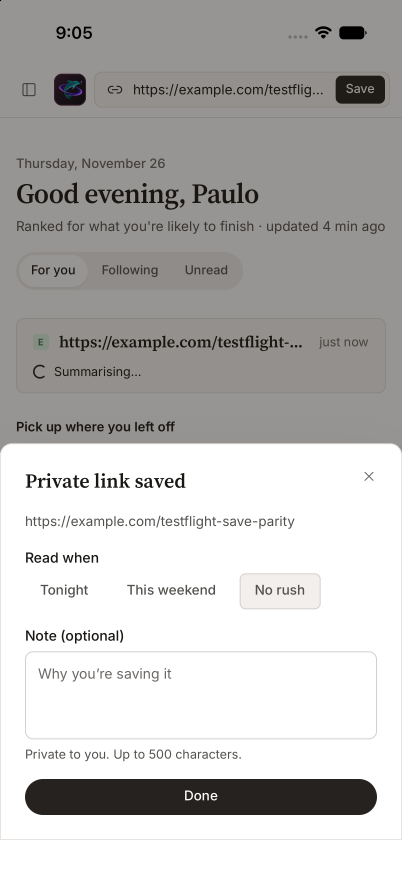 9:05
https://example.com/testflig...
Save
Thursday, November 26
Good evening, Paulo
Ranked for what you're likely to finish · updated 4 min ago
For you
Following
Unread
E
https://example.com/testflight-...
just now
Summarising...
Pick up where you left off
Private link saved
https://example.com/testflight-save-parity
Read when
Tonight
This weekend
No rush
Note (optional)
Why you’re saving it
Private to you. Up to 500 characters.
Done